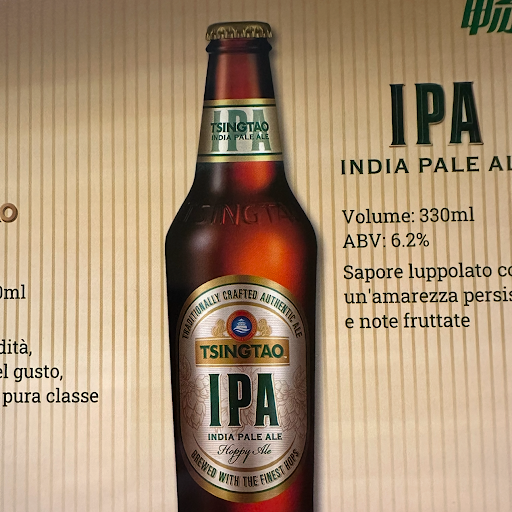 IPA
INDIA PALE AL
Volume: 330ml
ABV: 6.2%
Sapore luppolato co
un'amarezza persis
e note fruttate
O
0ml
dità,
el gusto,
pura classe
TSINGTAO
INDIA PALE ALE
IPA
TSINGTA
TRADITIONALLY CRAFTED AUTHENTIC ALE
TSINGTAO
IPA
INDIA PALE ALE
Hoppy Ale
BREWED WITH THE FINEST HOPS